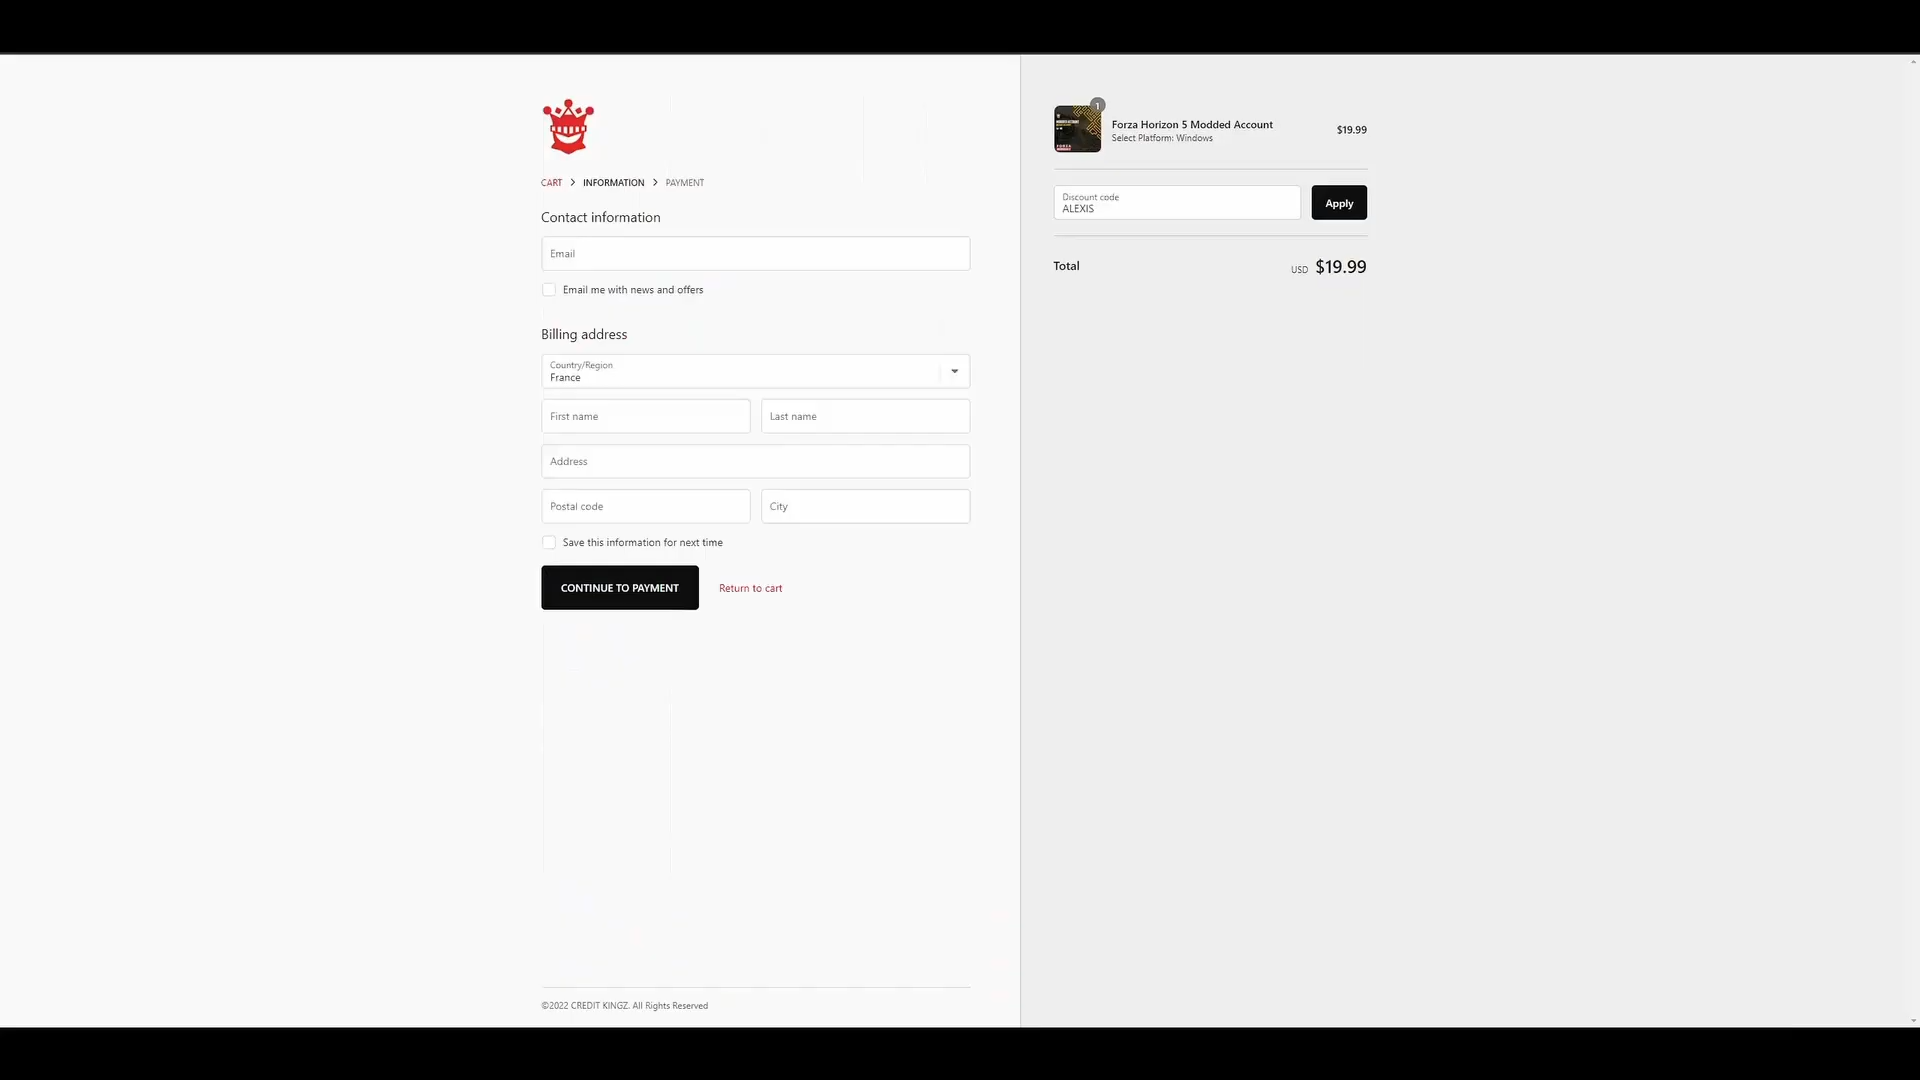 CART > INFORMATION > PAYMENT
Contact information
Email
Email me with news and offers
Billing address
Country/Region
France
First name
Last name
Address
Postal code
City
Save this information for next time
CONTINUE TO PAYMENT
Return to cart
©2022 CREDIT KINGZ. All Rights Reserved
1
Forza Horizon 5 Modded Account
Select Platform: Windows
$19.99
Discount code
ALEXIS
Apply
Total
USD $19.99